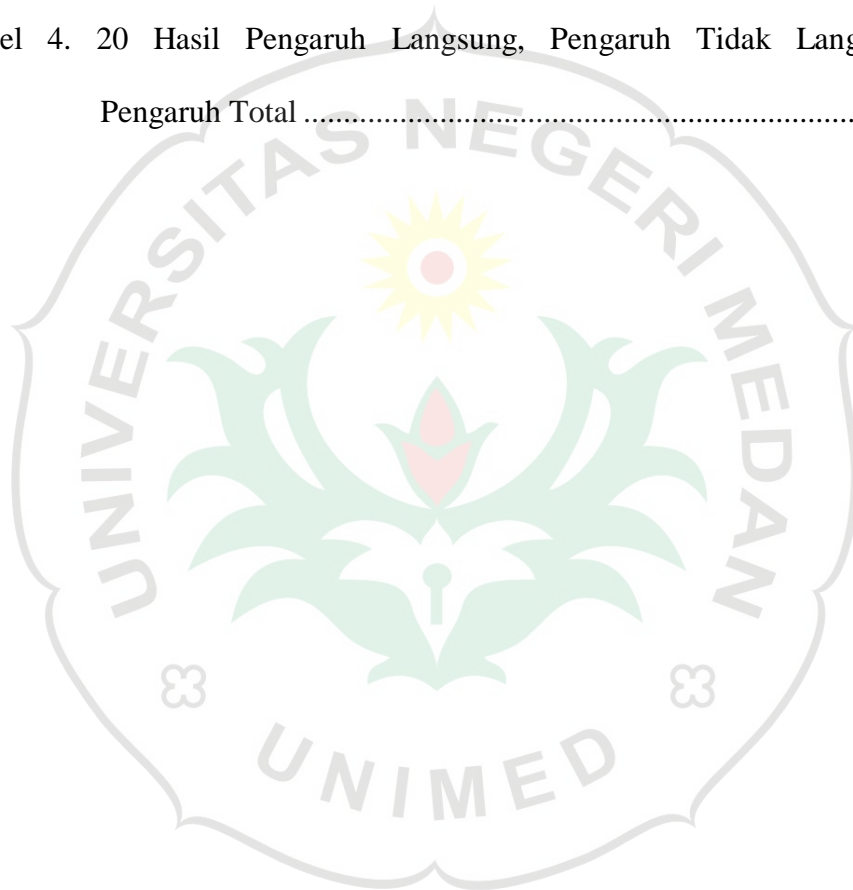 el 4. 20 Hasil Pengaruh Langsung, Pengaruh Tidak Lang
Pengaruh Total ........................................................................
UNIVERSITAS NEGERI MEDAN
UNIMED